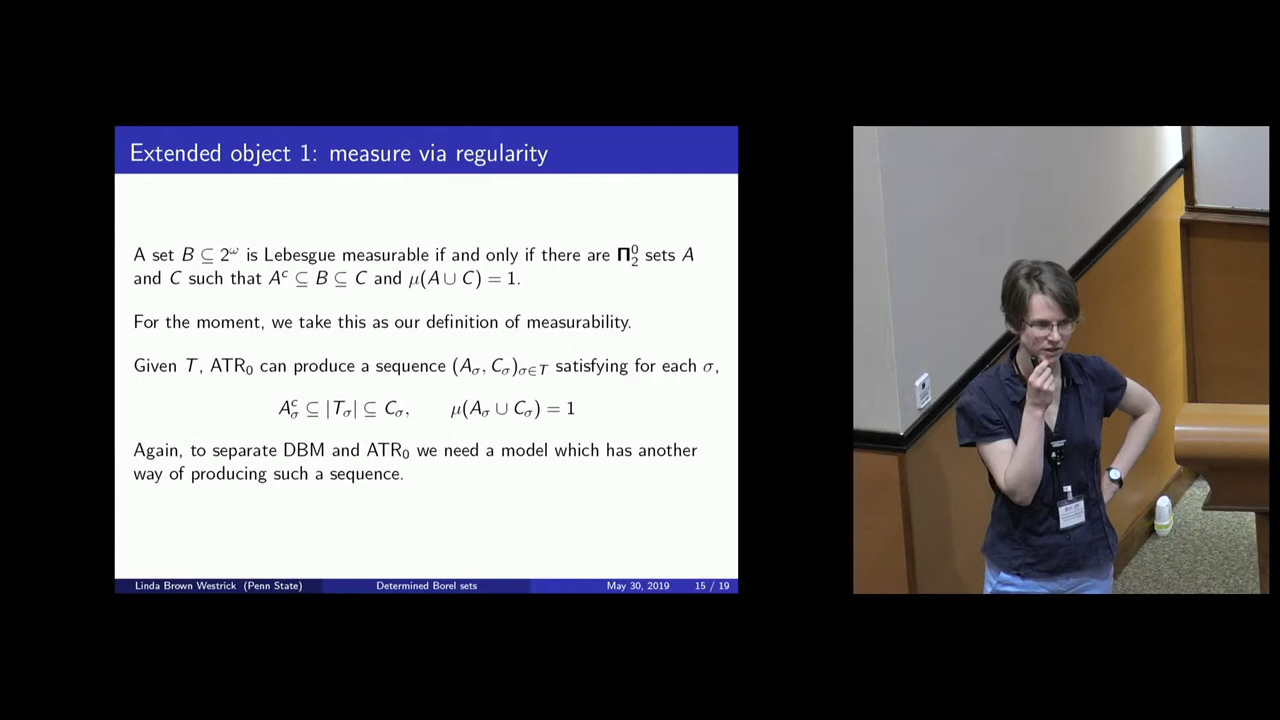 Extended object 1: measure via regularity
A set B ⊆ 2^ω is Lebesgue measurable if and only if there are 𝚷⁰₂ sets A
and C such that Aᶜ ⊆ B ⊆ C and μ(A ∪ C) = 1.
For the moment, we take this as our definition of measurability.
Given T, ATR₀ can produce a sequence (A_σ, C_σ)_{σ∈T} satisfying for each σ,
A^c_σ ⊆ |T_σ| ⊆ C_σ, μ(A_σ ∪ C_σ) = 1
Again, to separate DBM and ATR₀ we need a model which has another
way of producing such a sequence.
Linda Brown Westrick (Penn State) Determined Borel sets May 30, 2019 15 / 19